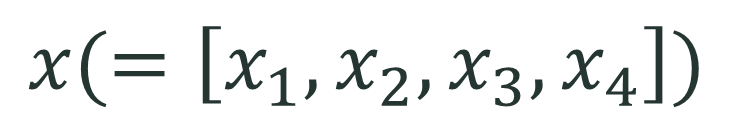 x(= [x₁, x₂, x₃, x₄])